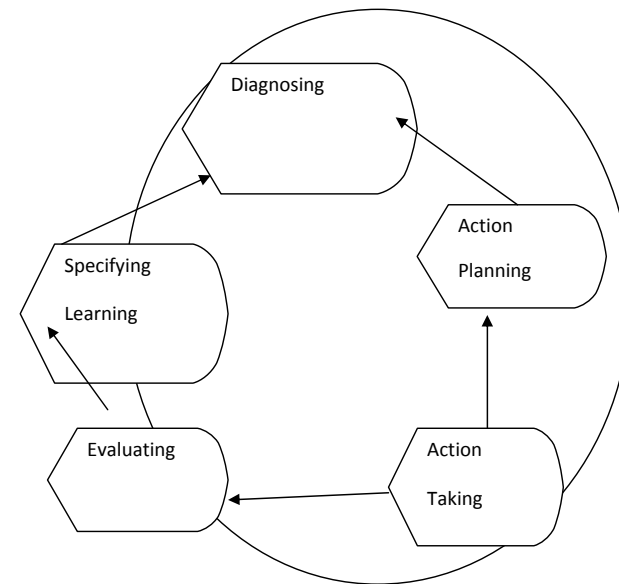 Diagnosing
Action
Planning
Specifying
Learning
Evaluating
Action
Taking